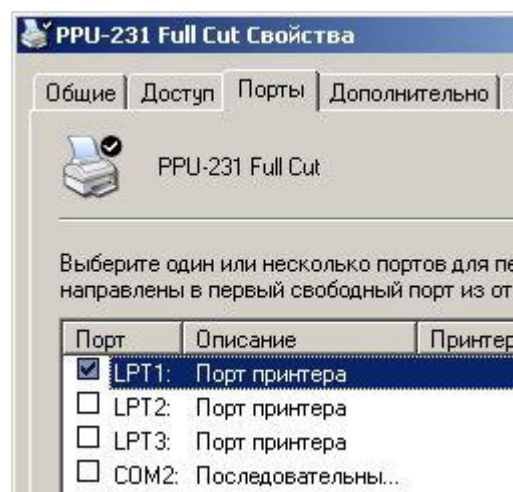 PPU-231 Full Cut Свойства
Общие Доступ Порты Дополнительно
PPU-231 Full Cut
Выберите один или несколько портов для
направлены в первый свободный порт из
Порт Описание Принтер
LPT1: Порт принтера
LPT2: Порт принтера
LPT3: Порт принтера
COM2: Последовательны...